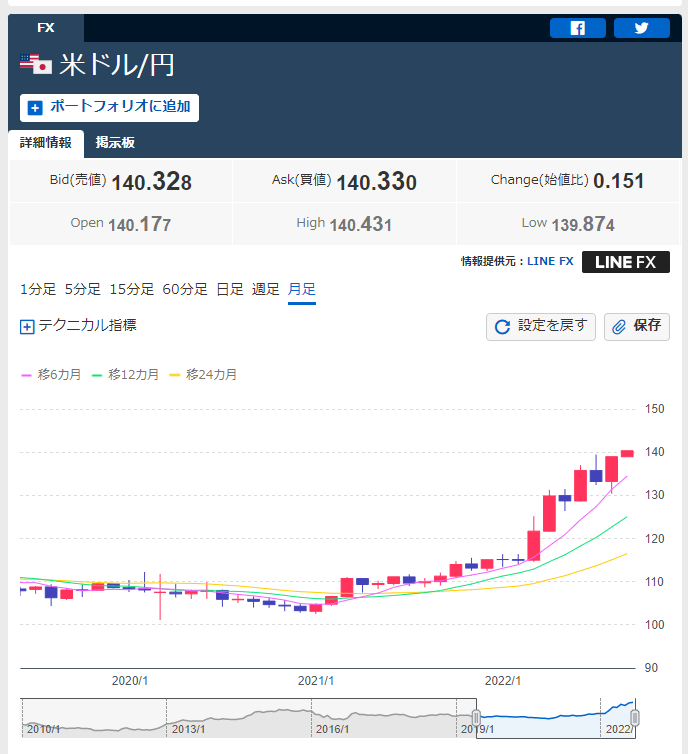 FX
米ドル/円
ポートフォリオに追加
詳細情報 掲示板
Bid(売値) 140.328 Ask(買値) 140.330 Change(始値比) 0.151
Open 140.177 High 140.431 Low 139.874
情報提供元：LINE FX LINE FX
1分足 5分足 15分足 60分足 日足 週足 月足
テクニカル指標 設定を戻す 保存
移6カ月 移12カ月 移24カ月
150
140
130
120
110
100
90
2020/1 2021/1 2022/1
2010/1 2013/1 2016/1 2019/1 2022/